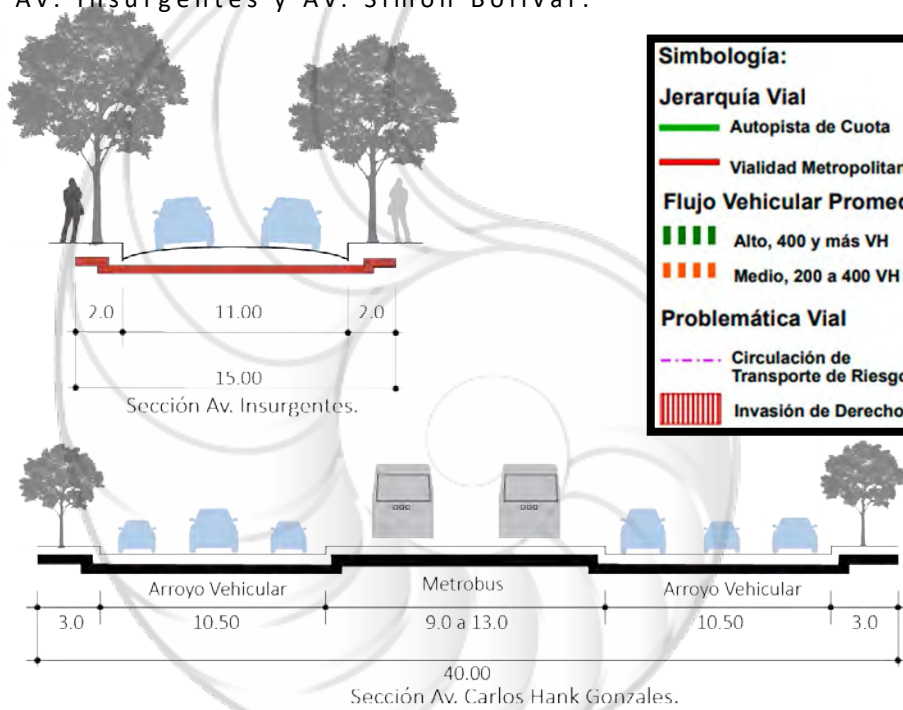 Av. Insurgentes y Av. Simón Bolívar.
2.0 11.00 2.0
15.00
Sección Av. Insurgentes.
Simbología:
Jerarquía Vial
Autopista de Cuota
Vialidad Metropolitan
Flujo Vehicular Promed
Alto, 400 y más VH
Medio, 200 a 400 VH
Problemática Vial
Circulación de
Transporte de Riesgo
Invasión de Derecho
Arroyo Vehicular Metrobus Arroyo Vehicular
3.0 10.50 9.0 a 13.0 10.50 3.0
40.00
Sección Av. Carlos Hank Gonzales.